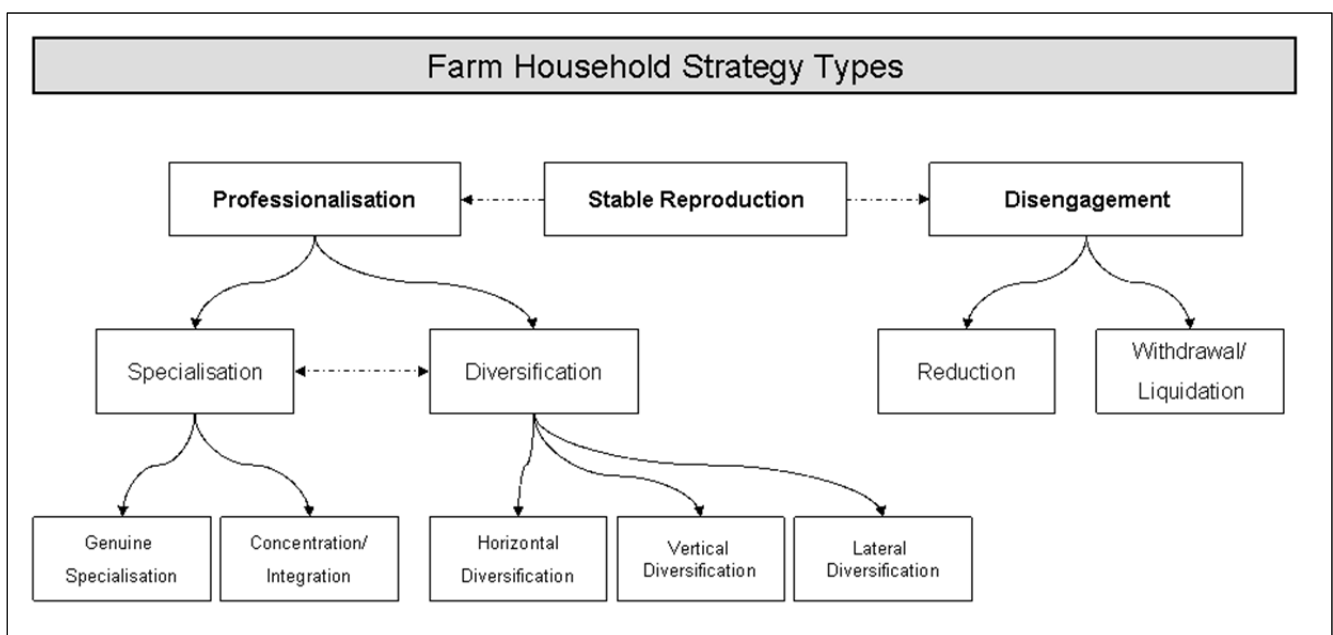 Farm Household Strategy Types
Professionalisation
Stable Reproduction
Disengagement
Specialisation
Diversification
Reduction
Withdrawal/
Liquidation
Genuine
Specialisation
Concentration/
Integration
Horizontal
Diversification
Vertical
Diversification
Lateral
Diversification